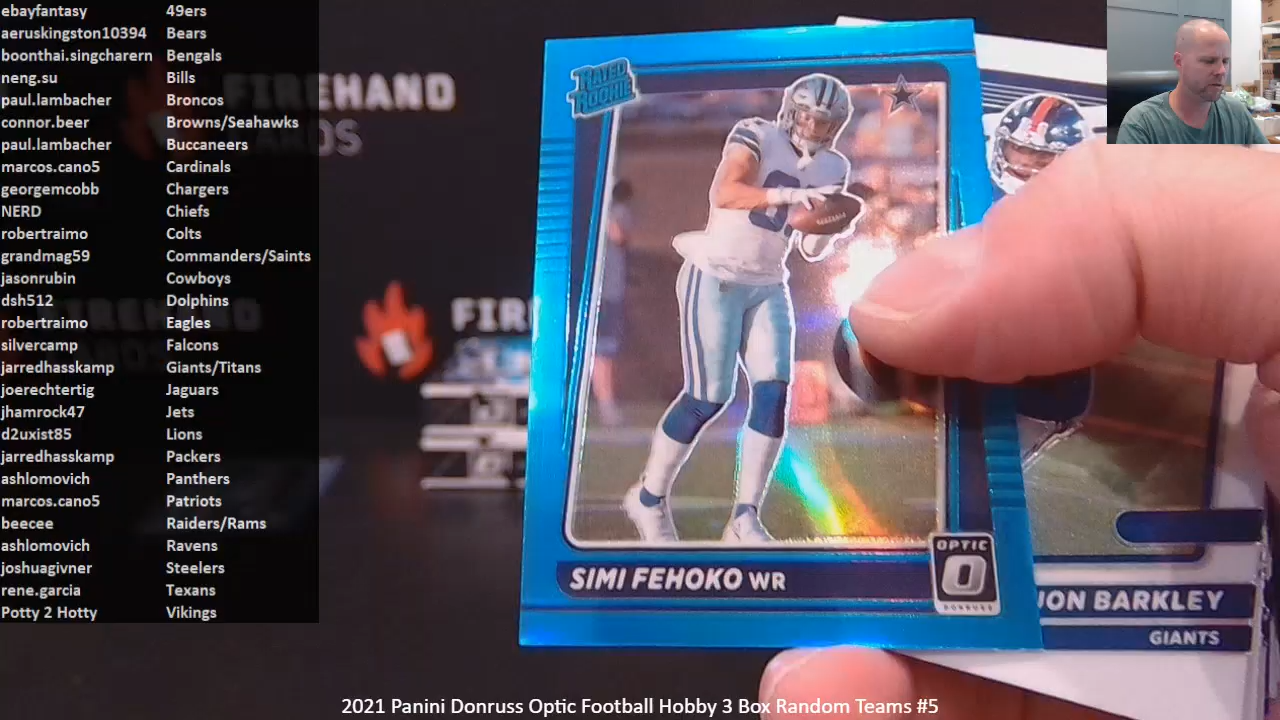 ebayfantasy 49ers
aeruskingston10394 Bears
boonthai.singcharern Bengals
neng.su Bills
paul.lambacher Broncos
connor.beer Browns/Seahawks
paul.lambacher Buccaneers
marcos.cano5 Cardinals
georgemcobb Chargers
NERD Chiefs
robertraimo Colts
grandmag59 Commanders/Saints
jasonrubin Cowboys
dsh512 Dolphins
robertraimo Eagles
silvercamp Falcons
jarredhasskamp Giants/Titans
joerechtertig Jaguars
jhamrock47 Jets
d2uxist85 Lions
jarredhasskamp Packers
ashlomovich Panthers
marcos.cano5 Patriots
beecee Raiders/Rams
ashlomovich Ravens
joshuagivner Steelers
rene.garcia Texans
Potty 2 Hotty Vikings
FIREHAND
FIR
RATED
ROOKIE
SIMI FEHOKO WR
OPTIC
DONRUSS
ON BARKLEY
GIANTS
2021 Panini Donruss Optic Football Hobby 3 Box Random Teams #5